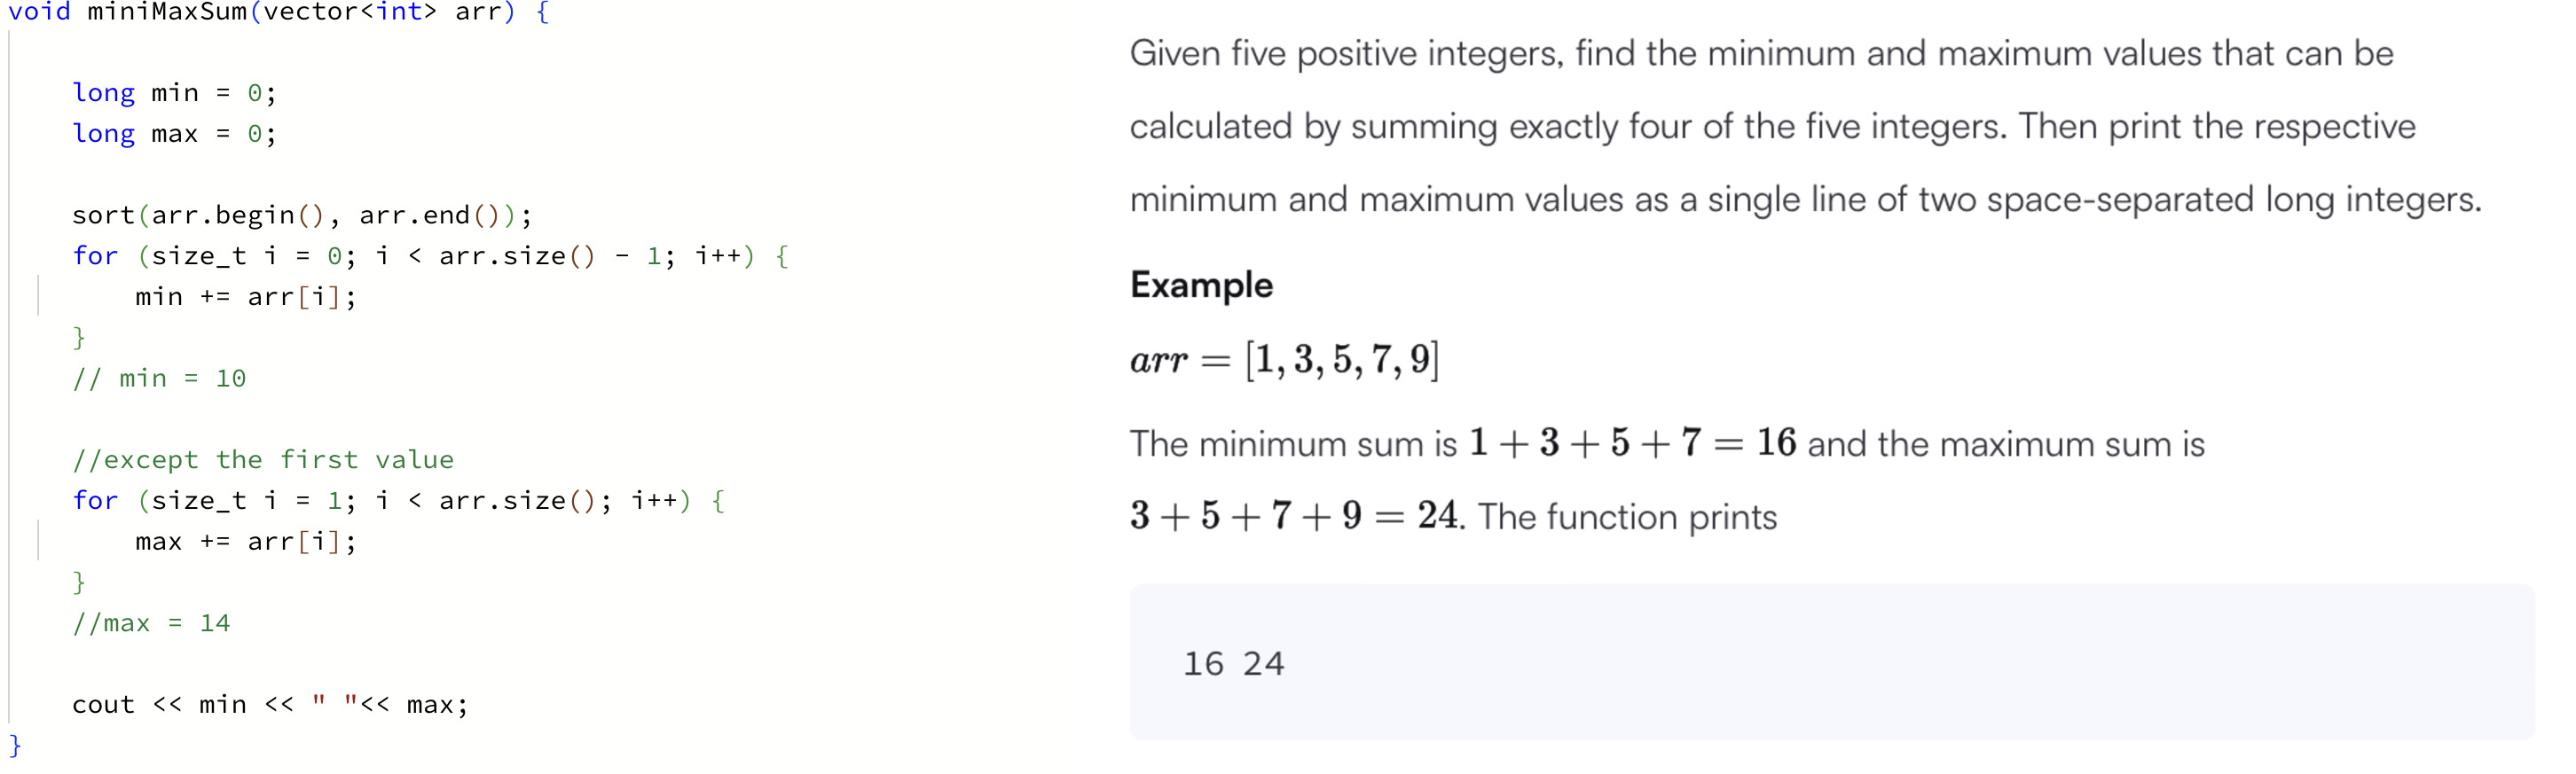 void miniMaxSum(vector<int> arr) {
long min = 0;
long max = 0;
sort(arr.begin(), arr.end());
for (size_t i = 0; i < arr.size() - 1; i++) {
min += arr[i];
}
// min = 10
//except the first value
for (size_t i = 1; i < arr.size(); i++) {
max += arr[i];
}
//max = 14
cout << min << " "<< max;
}
Given five positive integers, find the minimum and maximum values that can be
calculated by summing exactly four of the five integers. Then print the respective
minimum and maximum values as a single line of two space-separated long integers.
Example
arr = [1, 3, 5, 7, 9]
The minimum sum is 1 + 3 + 5 + 7 = 16 and the maximum sum is
3 + 5 + 7 + 9 = 24. The function prints
16 24